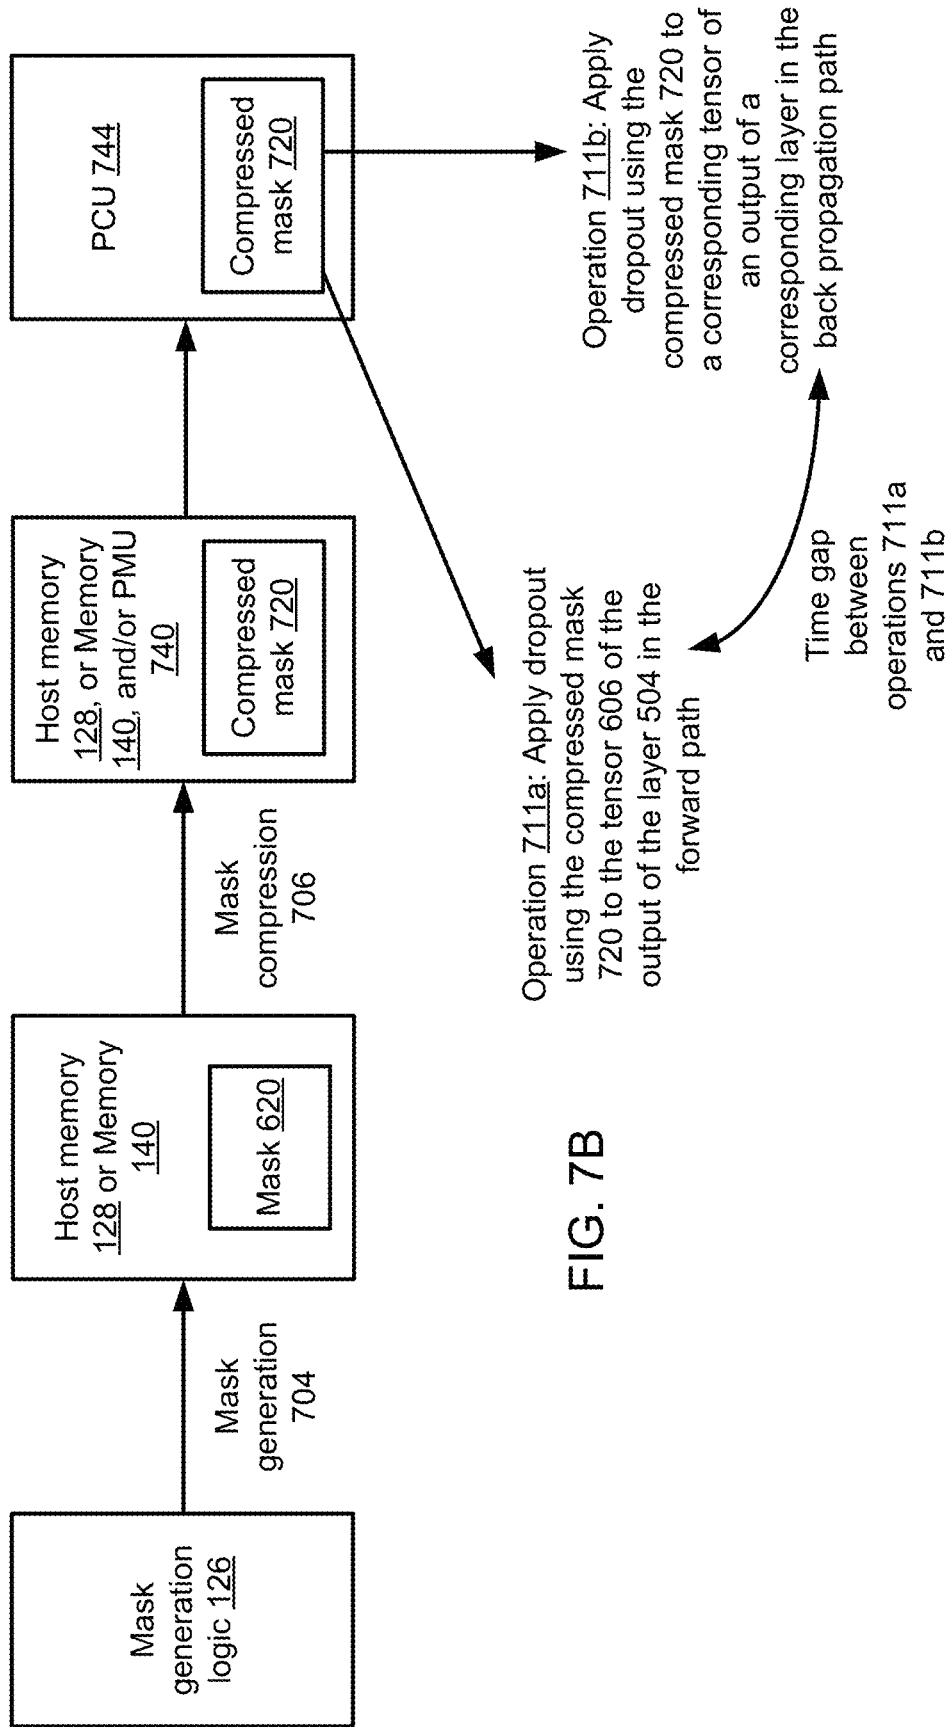 Mask
generation
logic 126
Mask
generation
704
Host memory
128 or Memory
140
Mask 620
Mask
compression
706
Host memory
128, or Memory
140, and/or PMU
740
Compressed
mask 720
PCU 744
Compressed
mask 720
Operation 711a: Apply dropout
using the compressed mask
720 to the tensor 606 of the
output of the layer 504 in the
forward path
Operation 711b: Apply
dropout using the
compressed mask 720 to
a corresponding tensor of
an output of a
corresponding layer in the
back propagation path
Time gap
between
operations 711a
and 711b
FIG. 7B